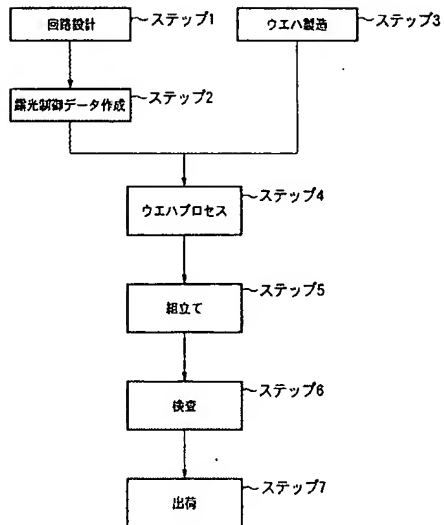 回路設計
ステップ1
ウエハ製造
ステップ3
露光制御データ作成
ステップ2
ウエハプロセス
ステップ4
組立て
ステップ5
検査
ステップ6
出荷
ステップ7